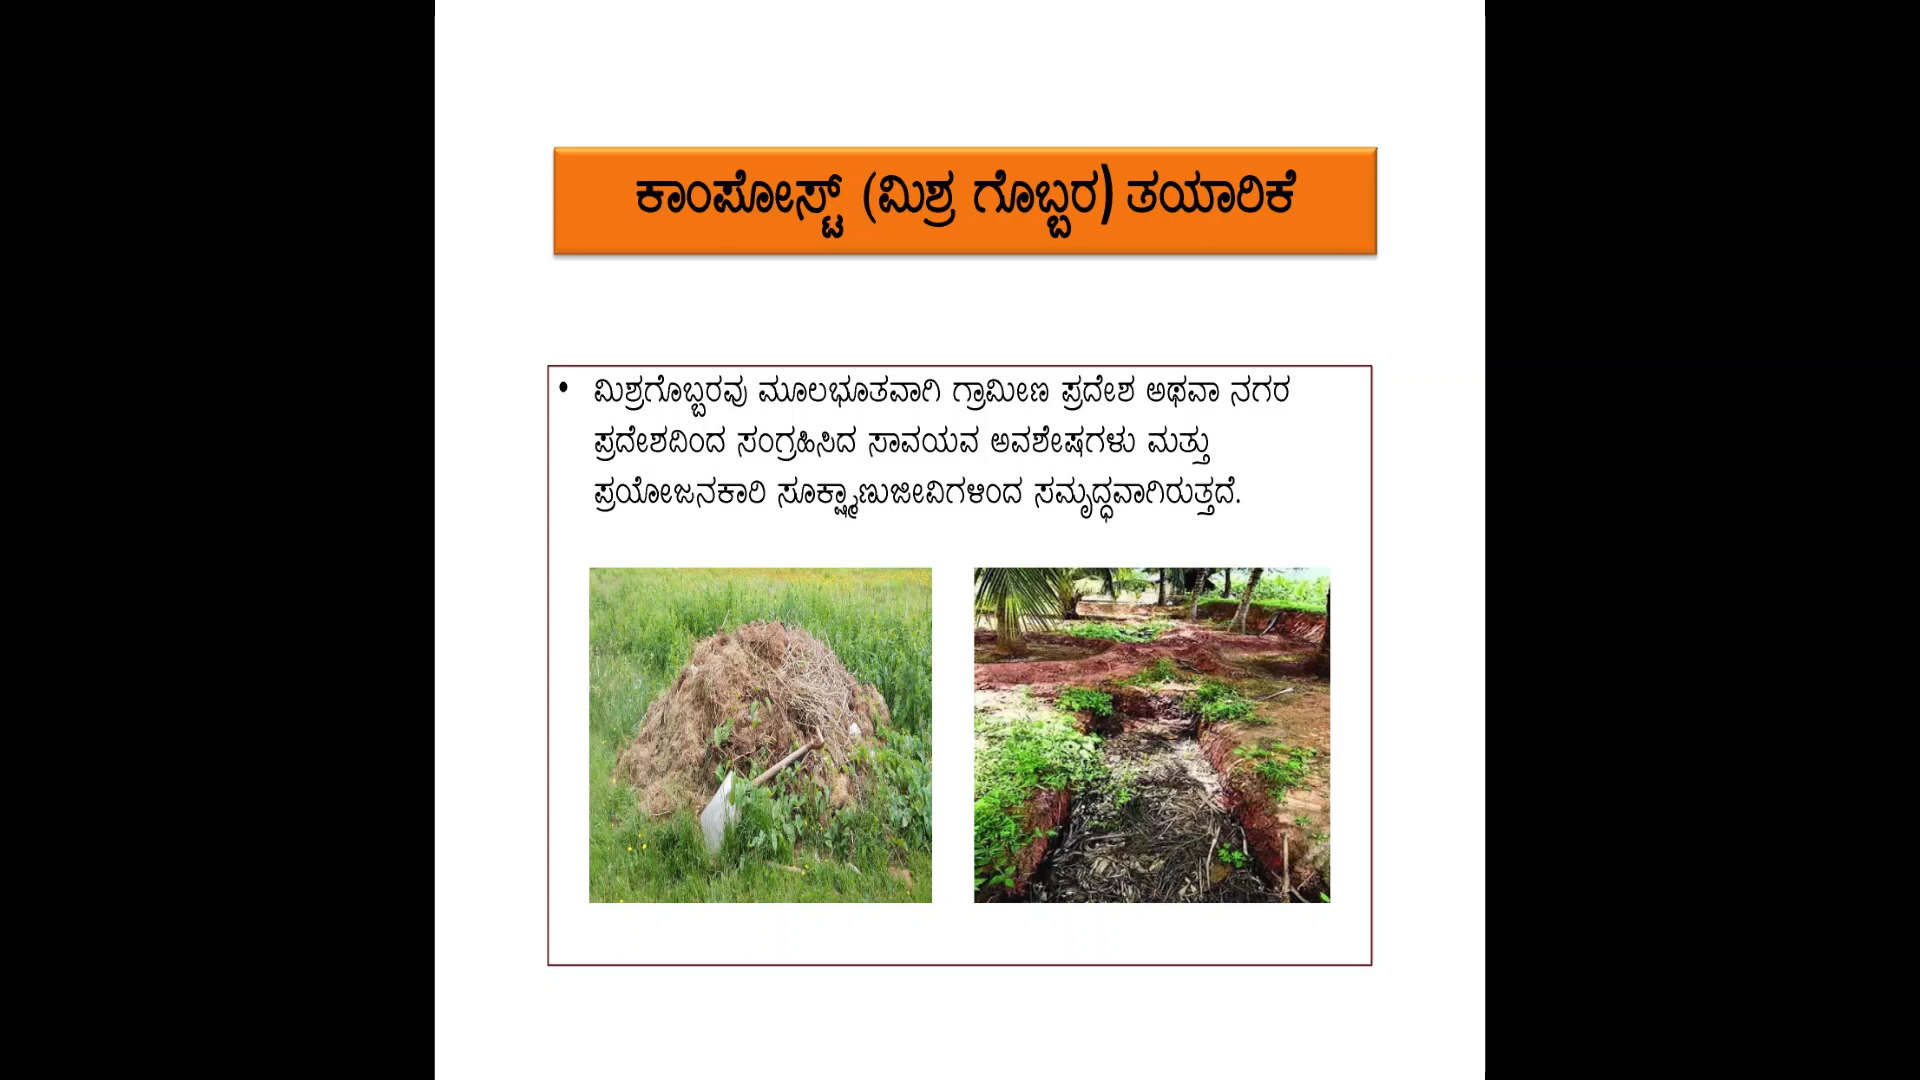 ಕಾಂಪೋಸ್ಟ್ (ಮಿಶ್ರ ಗೊಬ್ಬರ) ತಯಾರಿಕೆ
• ಮಿಶ್ರಗೊಬ್ಬರವು ಮೂಲಭೂತವಾಗಿ ಗ್ರಾಮೀಣ ಪ್ರದೇಶ ಅಥವಾ ನಗರ
ಪ್ರದೇಶದಿಂದ ಸಂಗ್ರಹಿಸಿದ ಸಾವಯವ ಅವಶೇಷಗಳು ಮತ್ತು
ಪ್ರಯೋಜನಕಾರಿ ಸೂಕ್ಷ್ಮಾಣುಜೀವಿಗಳಿಂದ ಸಮೃದ್ಧವಾಗಿರುತ್ತದೆ.